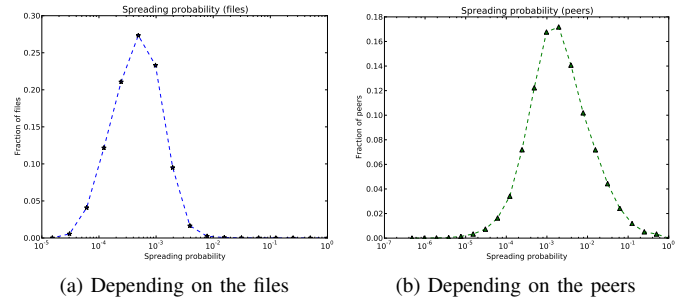 Spreading probability (files)
0.30
0.25
0.20
0.15
0.10
0.05
0.00
Fraction of files
10^-5 10^-4 10^-3 10^-2 10^-1 10^0
Spreading probability
(a) Depending on the files
Spreading probability (peers)
0.18
0.16
0.14
0.12
0.10
0.08
0.06
0.04
0.02
0.00
Fraction of peers
10^-7 10^-6 10^-5 10^-4 10^-3 10^-2 10^-1 10^0
Spreading probability
(b) Depending on the peers